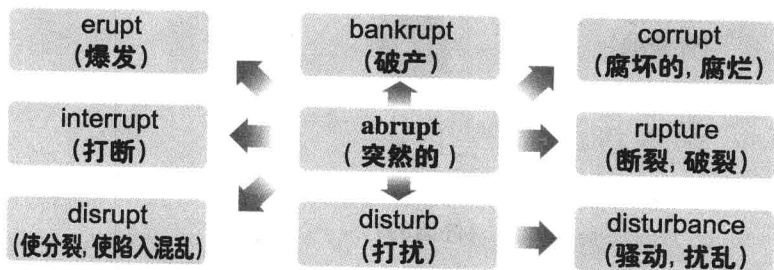 erupt
(爆发)
bankrupt
(破产)
corrupt
(腐坏的, 腐烂)
interrupt
(打断)
abrupt
(突然的)
rupture
(断裂, 破裂)
disrupt
(使分裂, 使陷入混乱)
disturb
(打扰)
disturbance
(骚动, 扰乱)